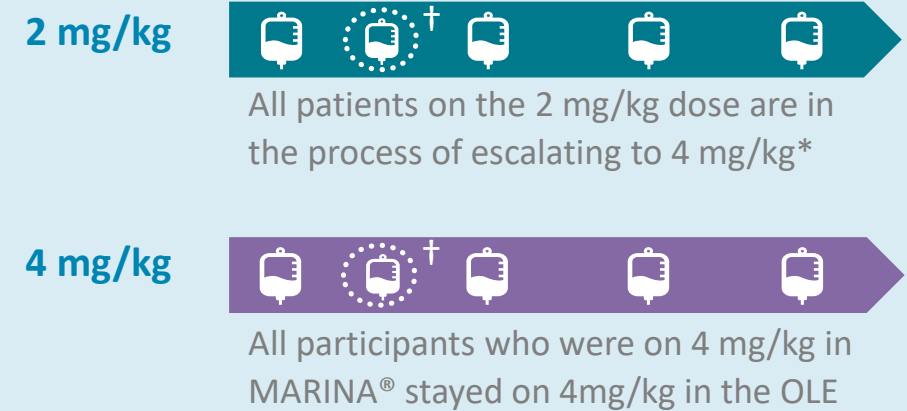 2 mg/kg
†
All patients on the 2 mg/kg dose are in
the process of escalating to 4 mg/kg*
4 mg/kg
†
All participants who were on 4 mg/kg in
MARINA® stayed on 4mg/kg in the OLE